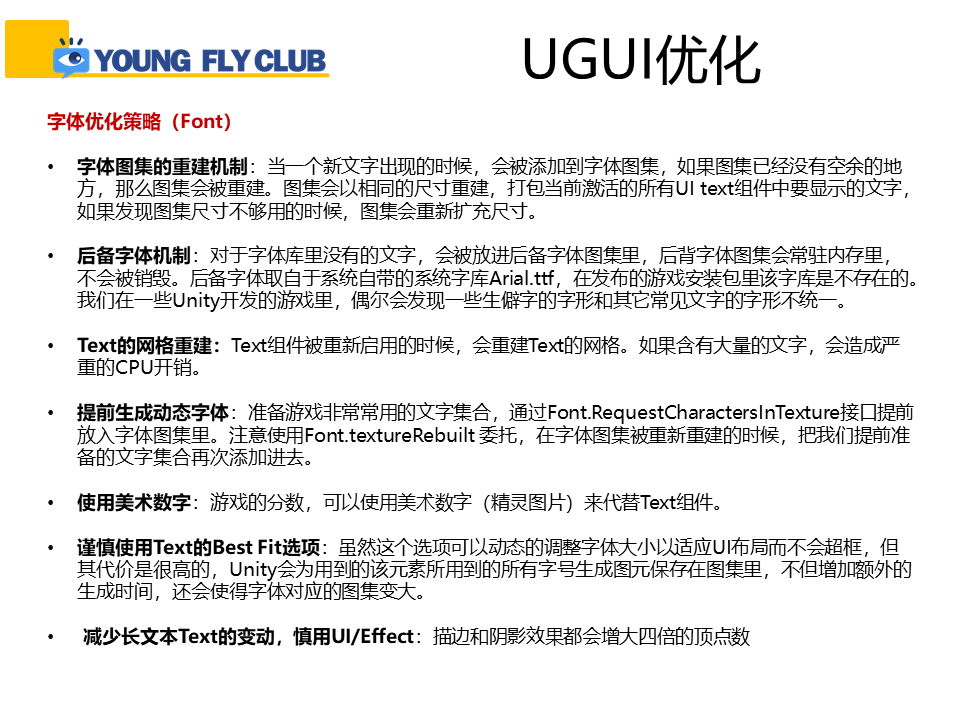 YOUNG FLY CLUB
UGUI优化
字体优化策略（Font）
• 字体图集的重建机制：当一个新文字出现的时候，会被添加到字体图集，如果图集已经没有空余的地
方，那么图集会被重建。图集会以相同的尺寸重建，打包当前激活的所有UI text组件中要显示的文字，
如果发现图集尺寸不够用的时候，图集会重新扩充尺寸。
• 后备字体机制：对于字体库里没有的文字，会被放进后备字体图集里，后背字体图集会常驻内存里，
不会被销毁。后备字体取自于系统自带的系统字库Arial.ttf，在发布的游戏安装包里该字库是不存在的。
我们在一些Unity开发的游戏里，偶尔会发现一些生僻字的字形和其它常见文字的字形不统一。
• Text的网格重建：Text组件被重新启用的时候，会重建Text的网格。如果含有大量的文字，会造成严
重的CPU开销。
• 提前生成动态字体：准备游戏非常常用的文字集合，通过Font.RequestCharactersInTexture接口提前
放入字体图集里。注意使用Font.textureRebuilt 委托，在字体图集被重新重建的时候，把我们提前准
备的文字集合再次添加进去。
• 使用美术数字：游戏的分数，可以使用美术数字（精灵图片）来代替Text组件。
• 谨慎使用Text的Best Fit选项：虽然这个选项可以动态的调整字体大小以适应UI布局而不会超框，但
其代价是很高的，Unity会为用到的该元素所用到的所有字号生成图元保存在图集里，不但增加额外的
生成时间，还会使得字体对应的图集变大。
• 减少长文本Text的变动，慎用UI/Effect：描边和阴影效果都会增大四倍的顶点数